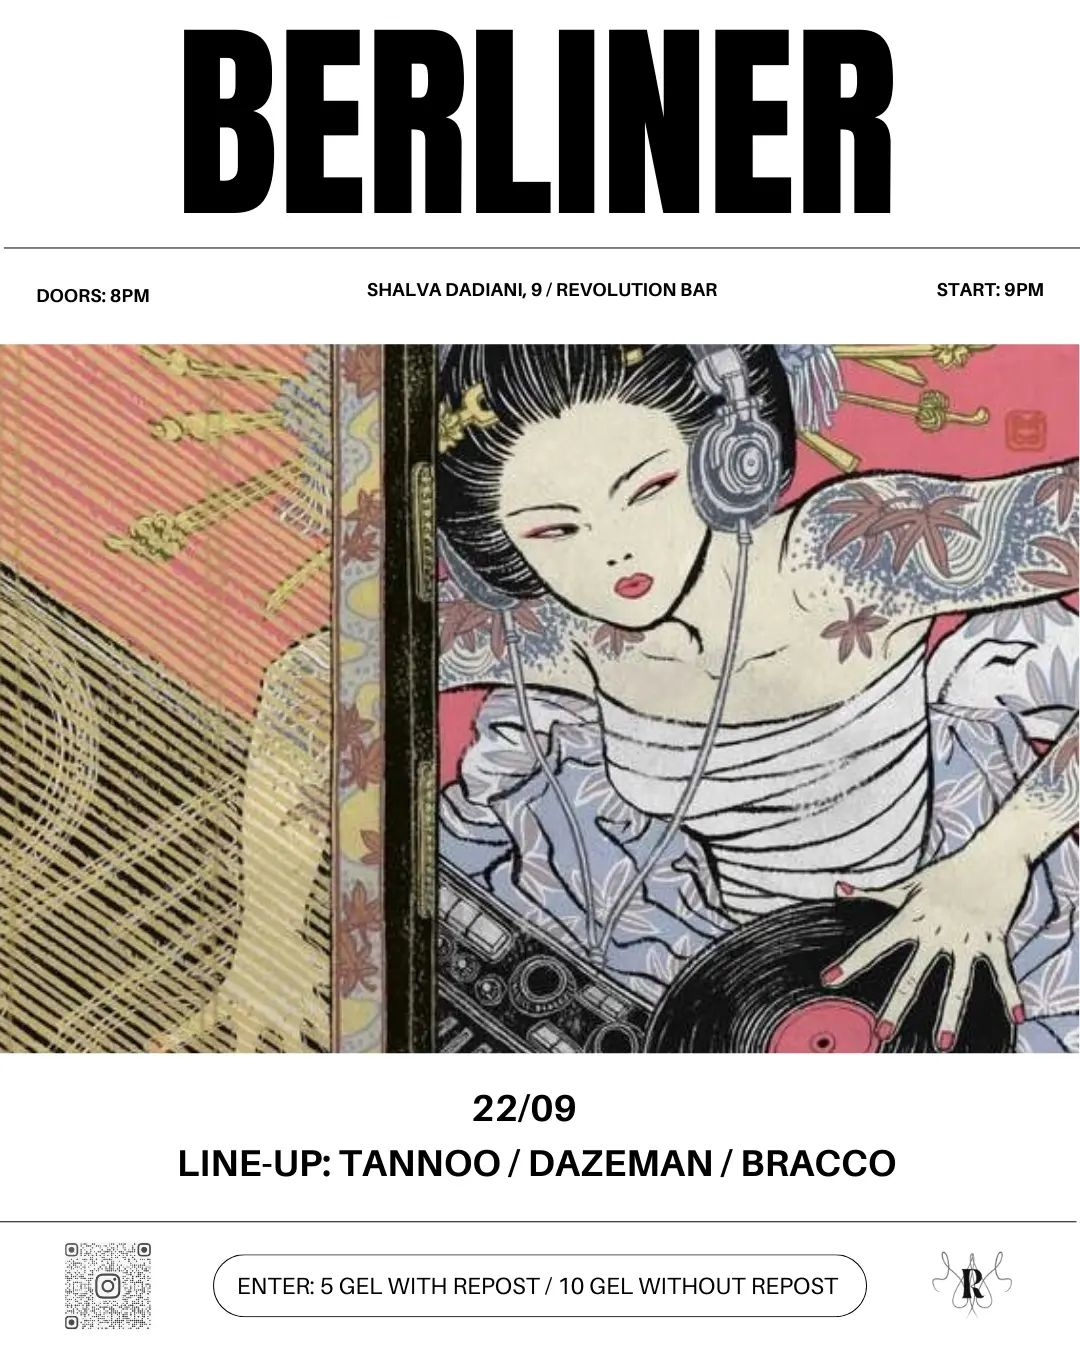 BERLINER
DOORS: 8PM
SHALVA DADIANI, 9 / REVOLUTION BAR
START: 9PM
22/09
LINE-UP: TANNOO / DAZEMAN / BRACCO
ENTER: 5 GEL WITH REPOST / 10 GEL WITHOUT REPOST
R